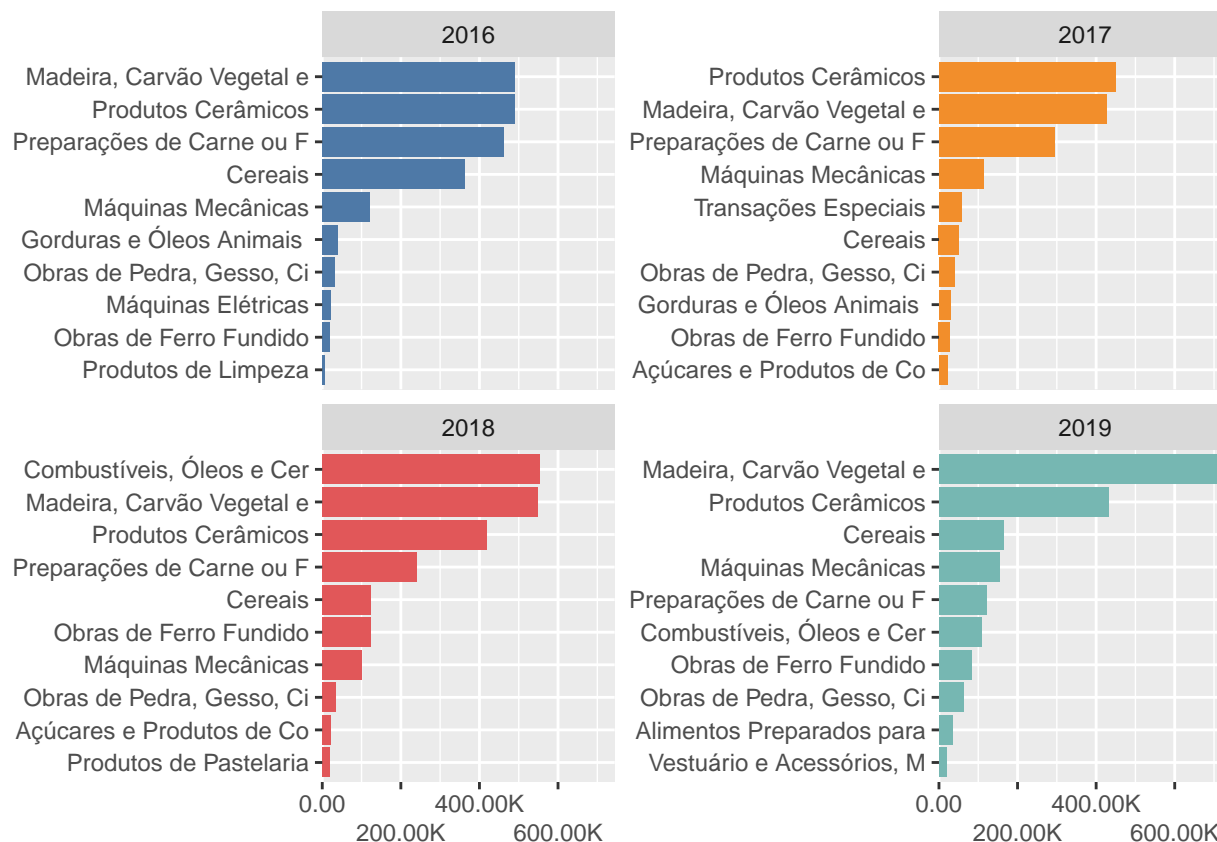 2016
Madeira, Carvão Vegetal e
Produtos Cerâmicos
Preparações de Carne ou F
Cereais
Máquinas Mecânicas
Gorduras e Óleos Animais
Obras de Pedra, Gesso, Ci
Máquinas Elétricas
Obras de Ferro Fundido
Produtos de Limpeza
2017
Produtos Cerâmicos
Madeira, Carvão Vegetal e
Preparações de Carne ou F
Máquinas Mecânicas
Transações Especiais
Cereais
Obras de Pedra, Gesso, Ci
Gorduras e Óleos Animais
Obras de Ferro Fundido
Açúcares e Produtos de Co
2018
Combustíveis, Óleos e Cer
Madeira, Carvão Vegetal e
Produtos Cerâmicos
Preparações de Carne ou F
Cereais
Obras de Ferro Fundido
Máquinas Mecânicas
Obras de Pedra, Gesso, Ci
Açúcares e Produtos de Co
Produtos de Pastelaria
0.00 400.00K
200.00K 600.00K
2019
Madeira, Carvão Vegetal e
Produtos Cerâmicos
Cereais
Máquinas Mecânicas
Preparações de Carne ou F
Combustíveis, Óleos e Cer
Obras de Ferro Fundido
Obras de Pedra, Gesso, Ci
Alimentos Preparados para
Vestuário e Acessórios, M
0.00 400.00K
200.00K 600.00K